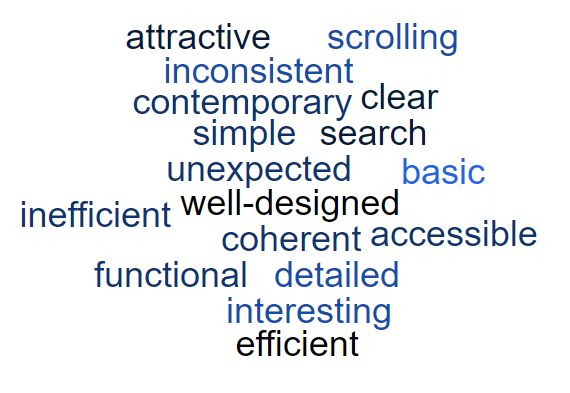 attractive scrolling
inconsistent
contemporary clear
simple search
unexpected basic
inefficient well-designed
coherent accessible
functional detailed
interesting
efficient